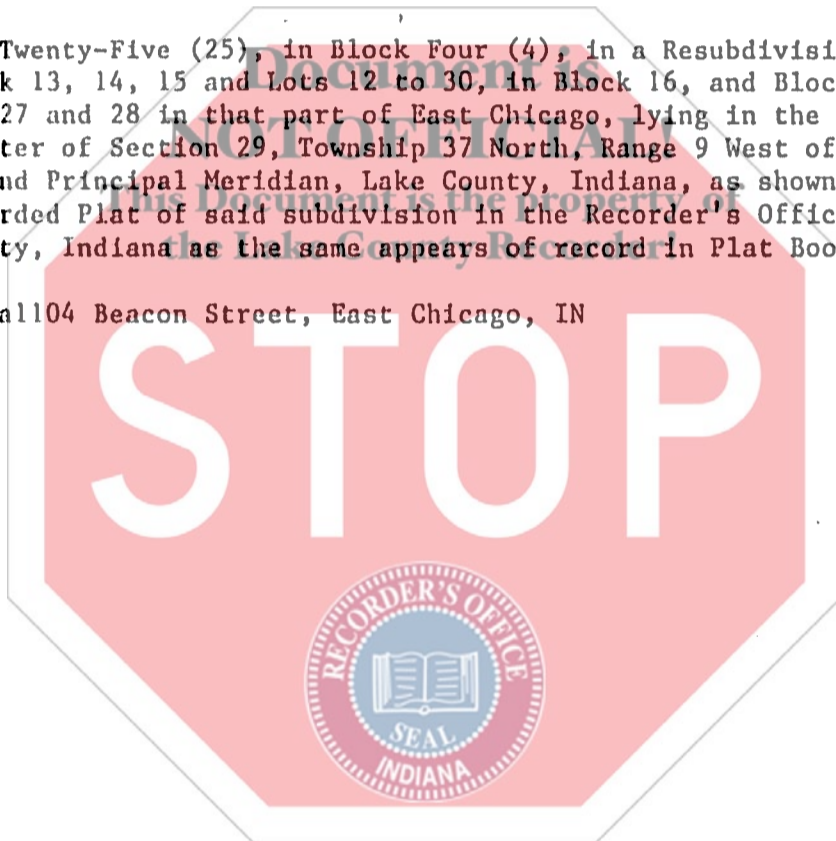 Twenty-Five (25), in Block Four (4), in a Resubdivisi
k 13, 14, 15 and Lots 12 to 30, in Block 16, and Bloc
27 and 28 in that part of East Chicago, lying in the
ter of Section 29, Township 37 North, Range 9 West of
nd Principal Meridian, Lake County, Indiana, as shown
rded Plat of said subdivision in the Recorder's Offic
ty, Indiana as the same appears of record in Plat Boo
a1104 Beacon Street, East Chicago, IN
Document is
NOT OFFICIAL!
This Document is the property of
the Lake County Recorder!
STOP
RECORDER'S OFFICE
SEAL
INDIANA